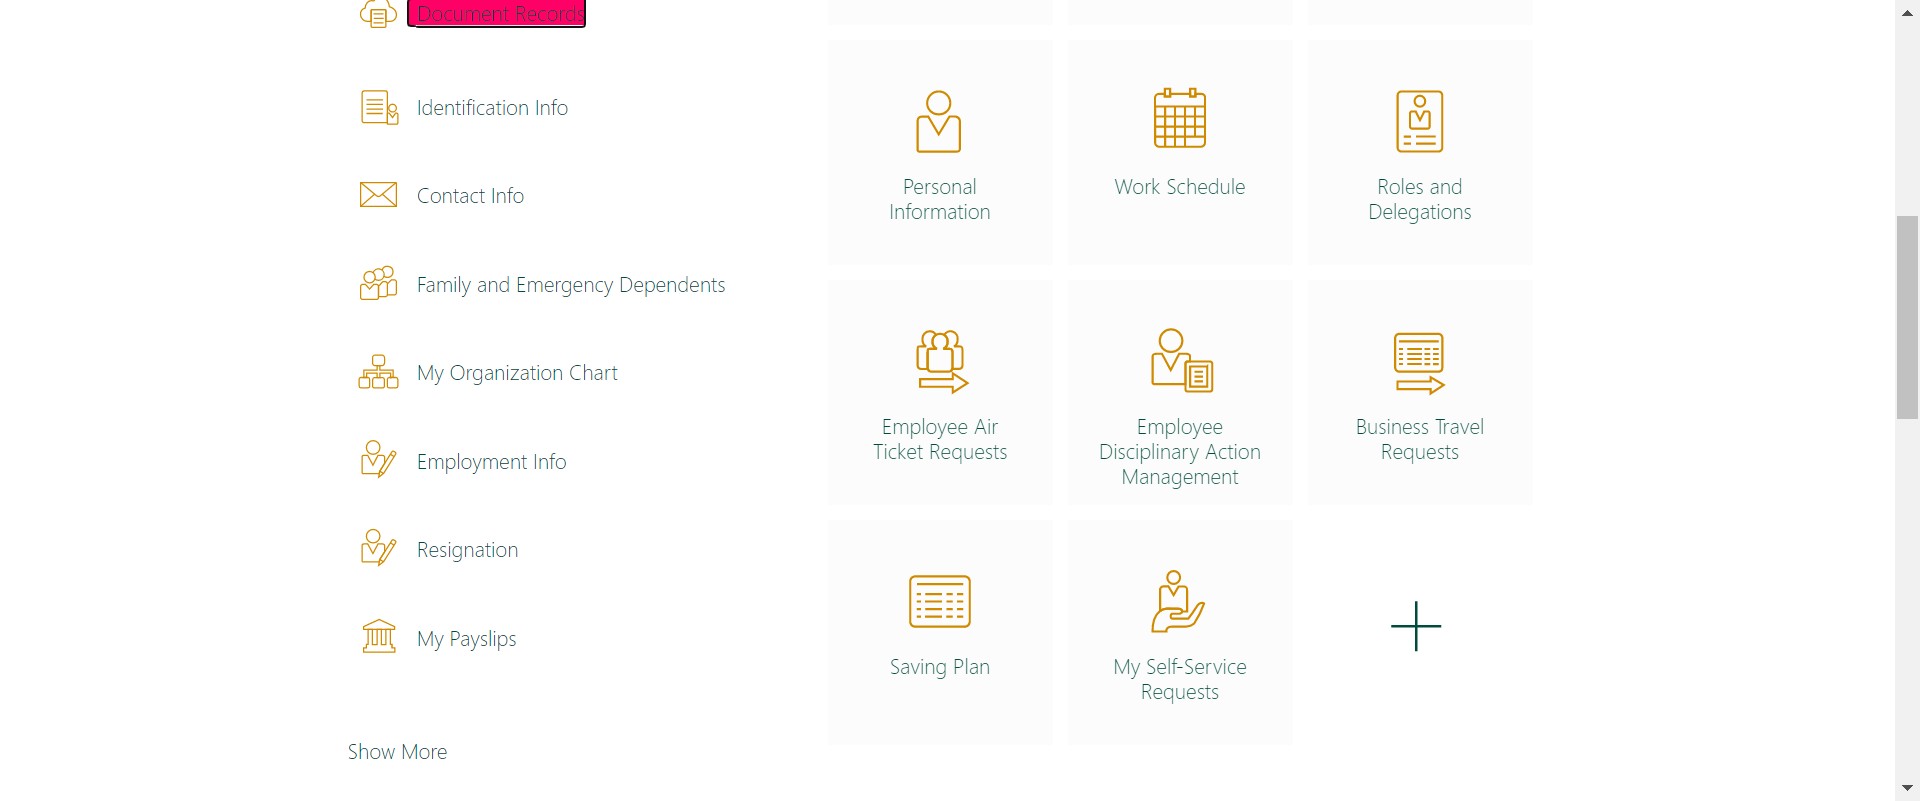 Document Records
Identification Info
Contact Info
Family and Emergency Dependents
My Organization Chart
Employment Info
Resignation
My Payslips
Show More
Personal
Information
Work Schedule
Roles and
Delegations
Employee Air
Ticket Requests
Employee
Disciplinary Action
Management
Business Travel
Requests
Saving Plan
My Self-Service
Requests